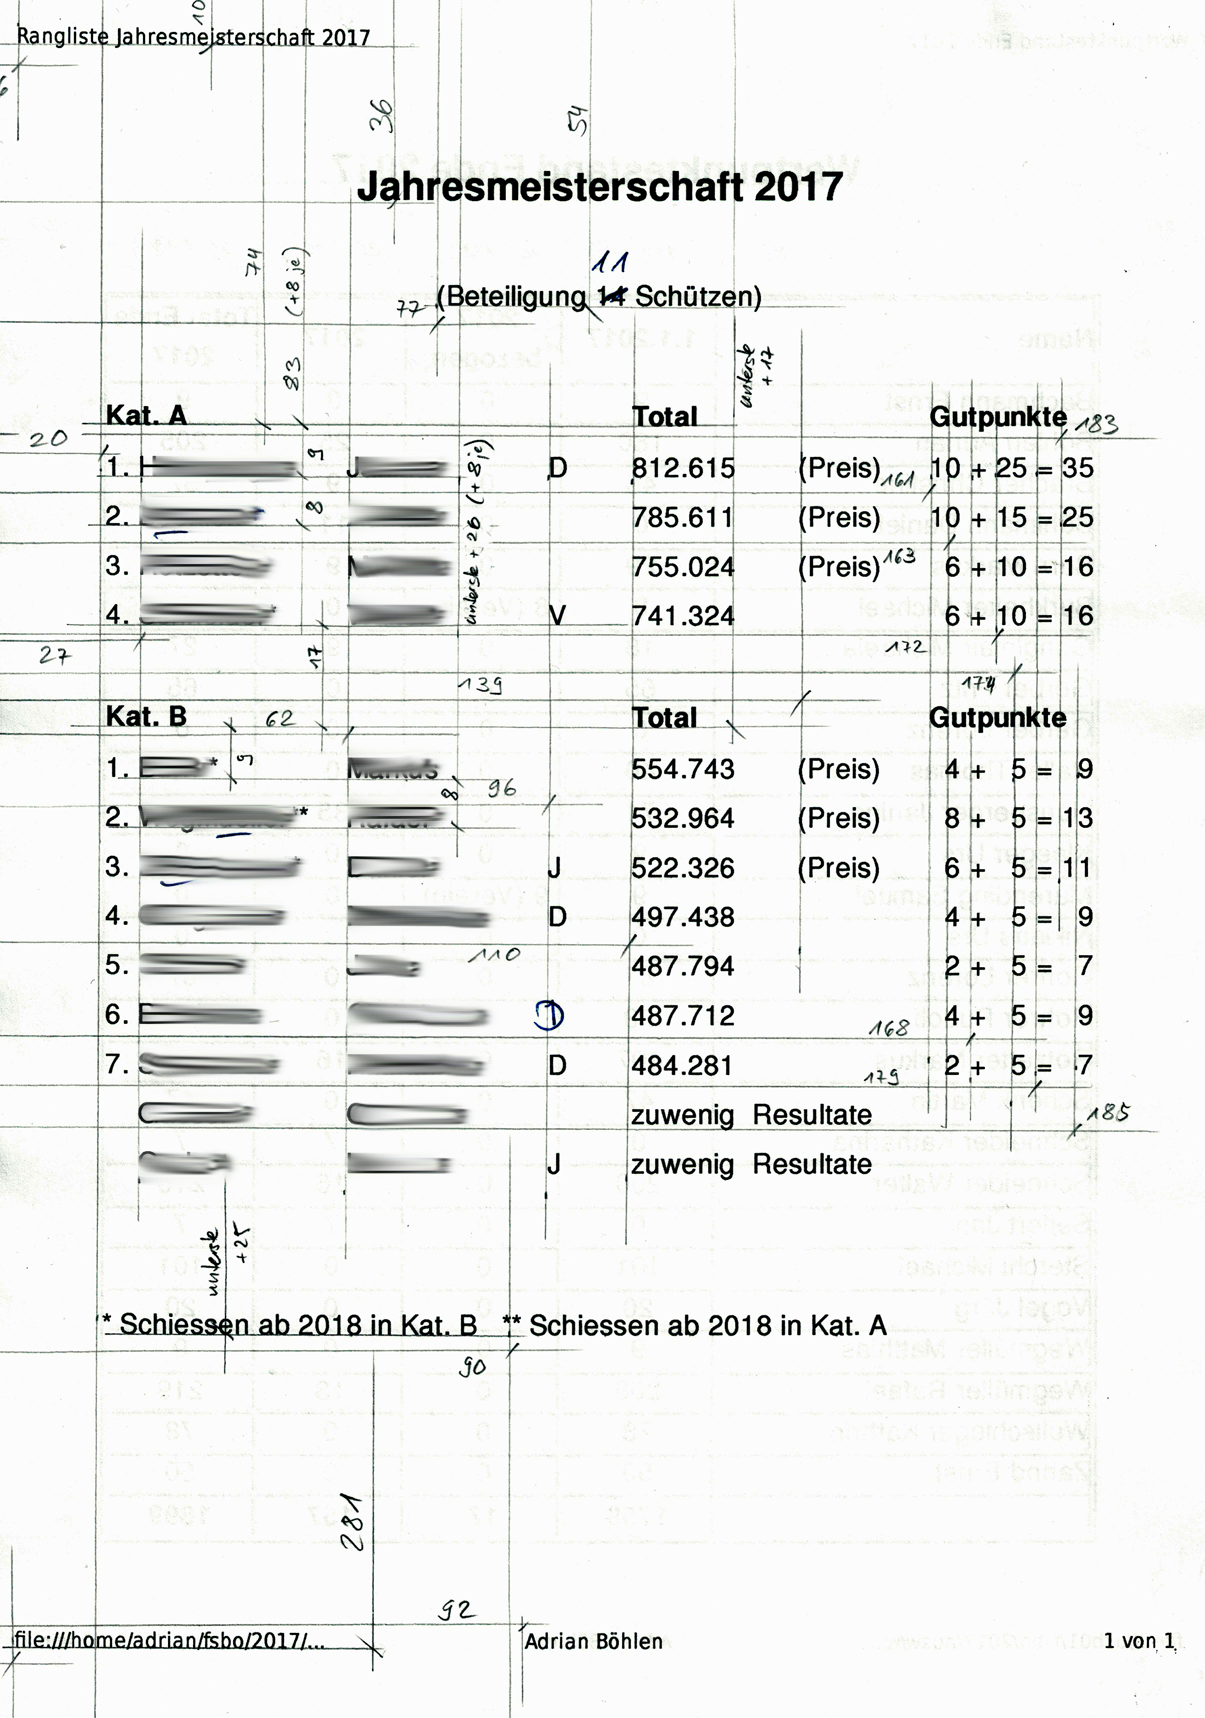 10
Rangliste Jahresmeisterschaft 2017
36
54
Jahresmeisterschaft 2017
74
(+8 je)
11
77 (Beteiligung 14 Schützen)
83
unterste + 17
Kat. A Total Gutpunkte 183
20
1. D 812.615 (Preis) 161 10 + 25 = 35
9
2. 785.611 (Preis) 10 + 15 = 25
8
unterste + 26 (+8 je)
3. 755.024 (Preis) 163 6 + 10 = 16
4. V 741.324 6 + 10 = 16
27 17 172
139 174
Kat. B 62 Total Gutpunkte
1. * 9 Markus 554.743 (Preis) 4 + 5 = 9
8 96
2. ** 532.964 (Preis) 8 + 5 = 13
3. * J 522.326 (Preis) 6 + 5 = 11
4. D 497.438 4 + 5 = 9
110
5. 487.794 2 + 5 = 7
6. D 487.712 4 + 5 = 9
168
7. D 484.281 2 + 5 = 7
179
zuwenig Resultate 185
J zuwenig Resultate
unterste +25
* Schiessen ab 2018 in Kat. B ** Schiessen ab 2018 in Kat. A
90
281
92
file:///home/adrian/fsbo/2017/... Adrian Böhlen 1 von 1